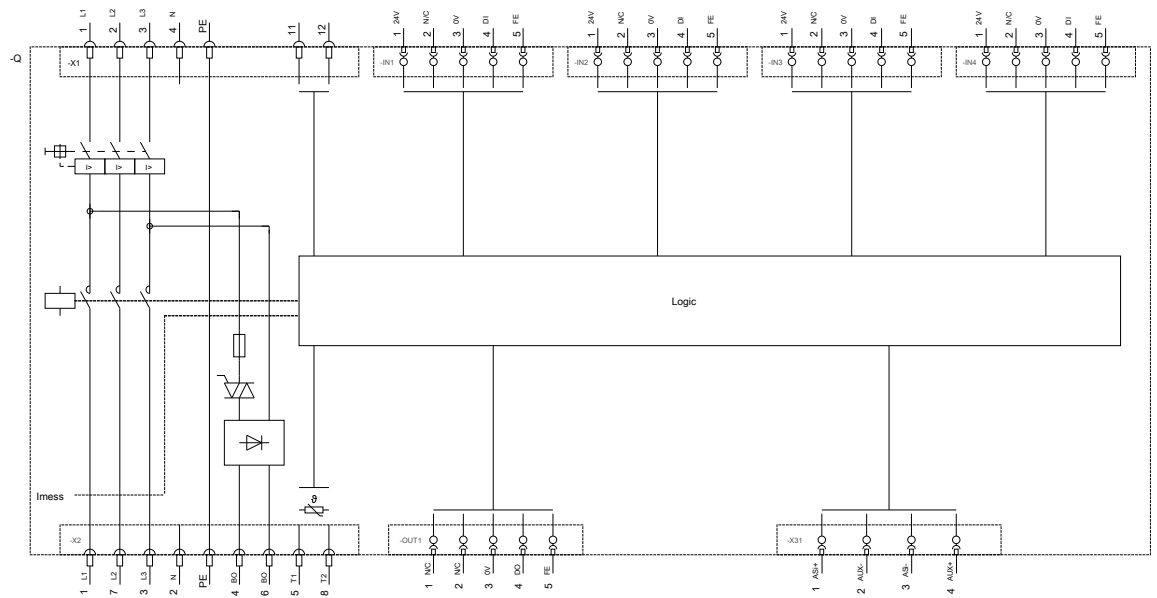 L1 L2 L3 N PE 11 12 24V N/C 0V DI FE 24V N/C 0V DI FE 24V N/C 0V DI FE 24V N/C 0V DI FE
1 2 3 4 1 2 3 4 5 1 2 3 4 5 1 2 3 4 5 1 2 3 4 5
-Q
-X1 -IN1 -IN2 -IN3 -IN4
I> I> I>
Logic
Imess
ϑ
-X2 -OUT1 -X31
L1 L2 L3 N PE BO BO T1 T2 N/C N/C 0V DO FE ASi+ AUX- ASi- AUX+
1 7 3 2 4 6 5 8 1 2 3 4 5 1 2 3 4